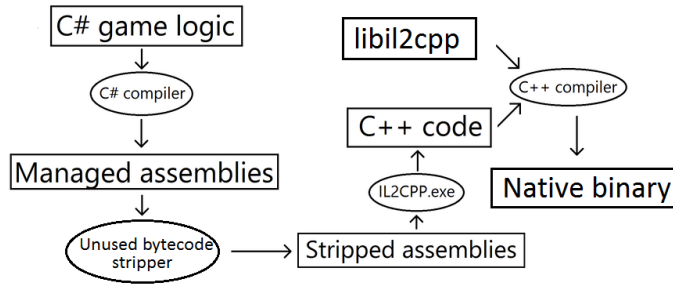 C# game logic
C# compiler
Managed assemblies
Unused bytecode
stripper
Stripped assemblies
IL2CPP.exe
C++ code
libil2cpp
C++ compiler
Native binary